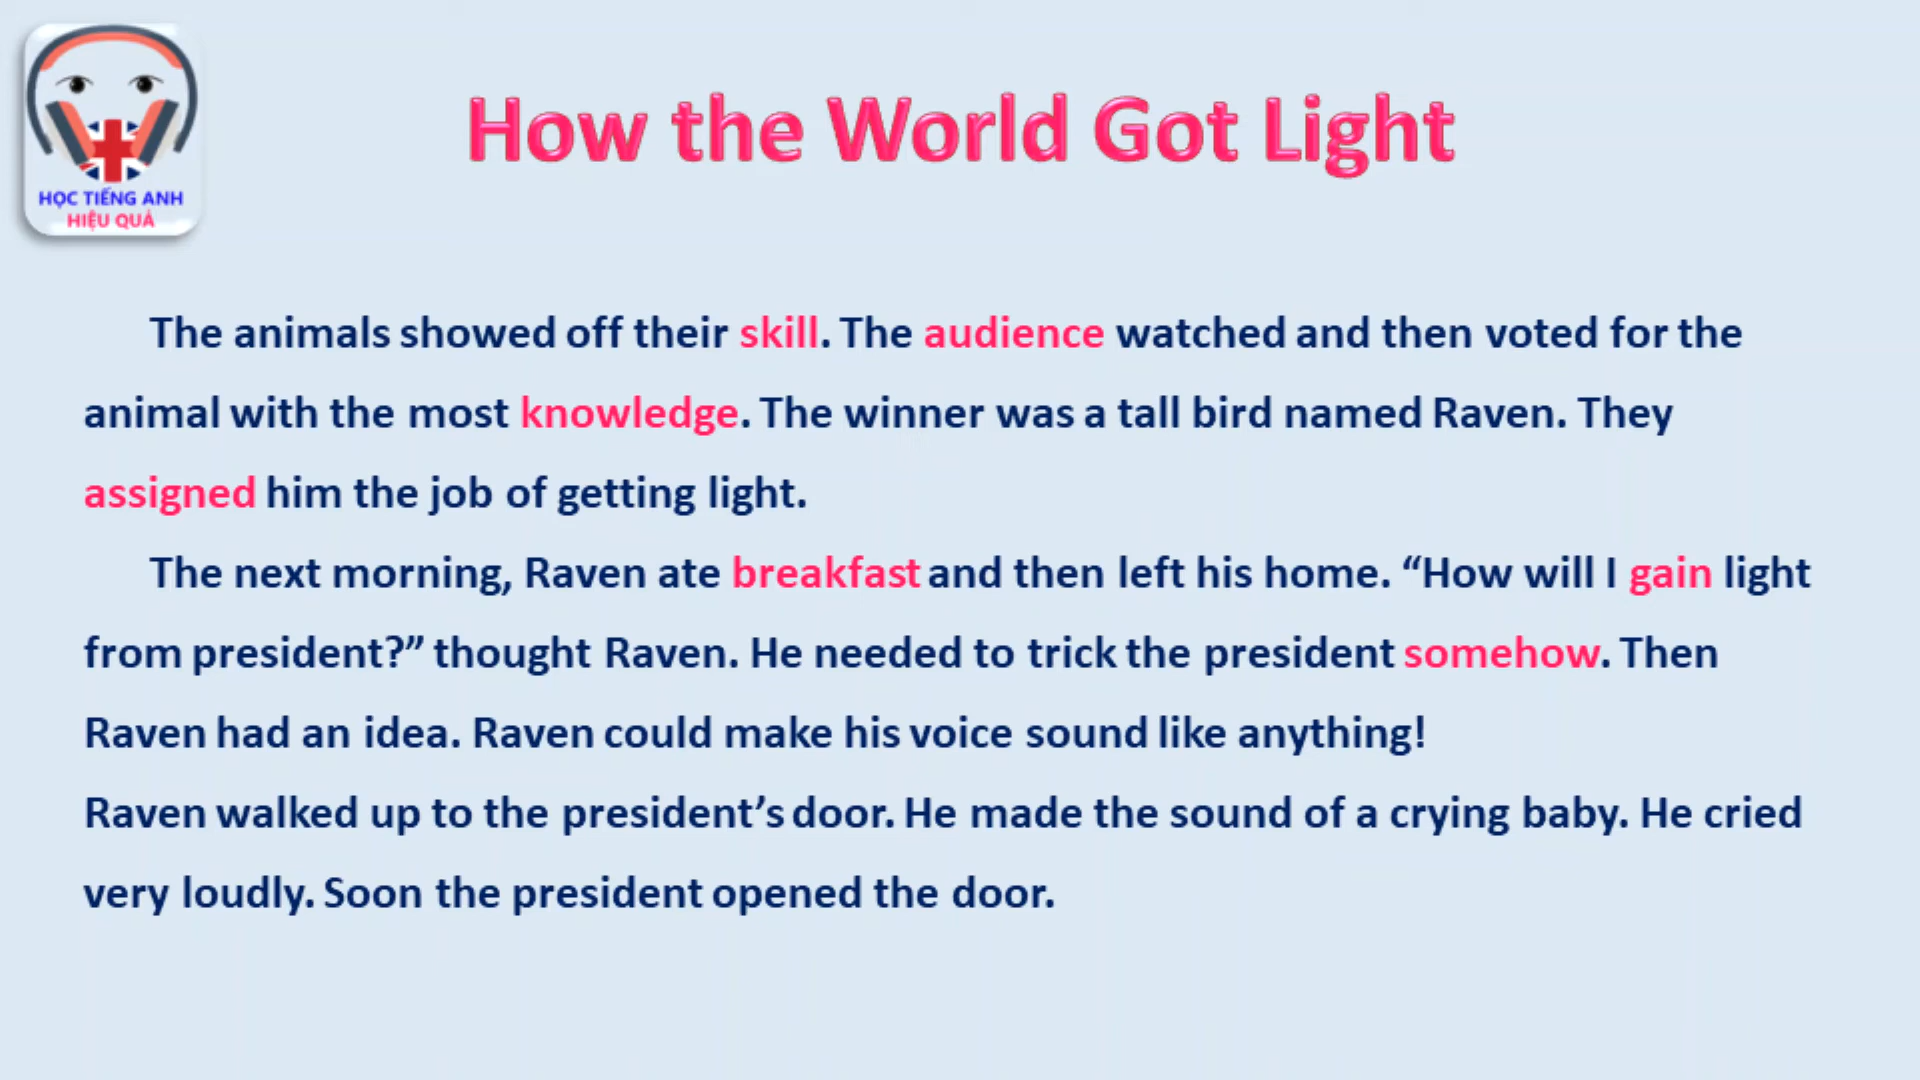 HỌC TIẾNG ANH
HIỆU QUẢ
How the World Got Light
The animals showed off their skill. The audience watched and then voted for the
animal with the most knowledge. The winner was a tall bird named Raven. They
assigned him the job of getting light.
The next morning, Raven ate breakfast and then left his home. “How will I gain light
from president?” thought Raven. He needed to trick the president somehow. Then
Raven had an idea. Raven could make his voice sound like anything!
Raven walked up to the president’s door. He made the sound of a crying baby. He cried
very loudly. Soon the president opened the door.